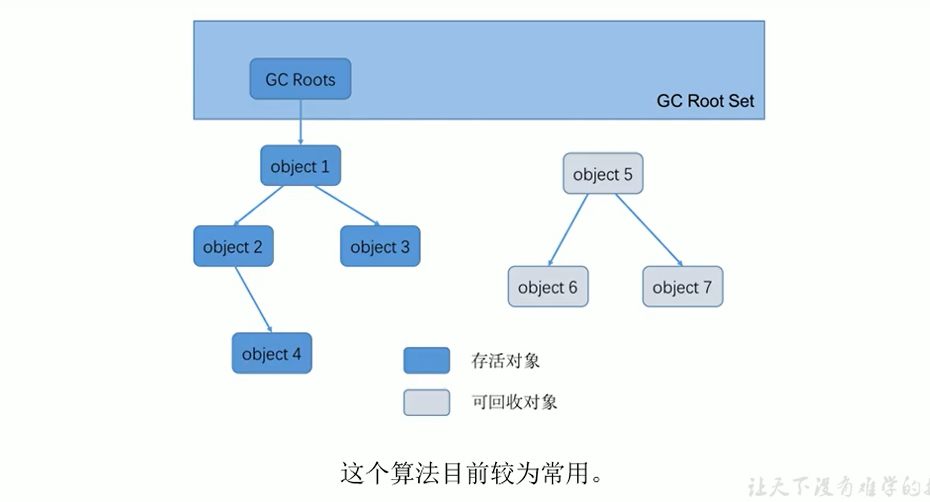 GC Roots
GC Root Set
object 1
object 5
object 2
object 3
object 6
object 7
object 4
存活对象
可回收对象
这个算法目前较为常用。
让天下没有难学的